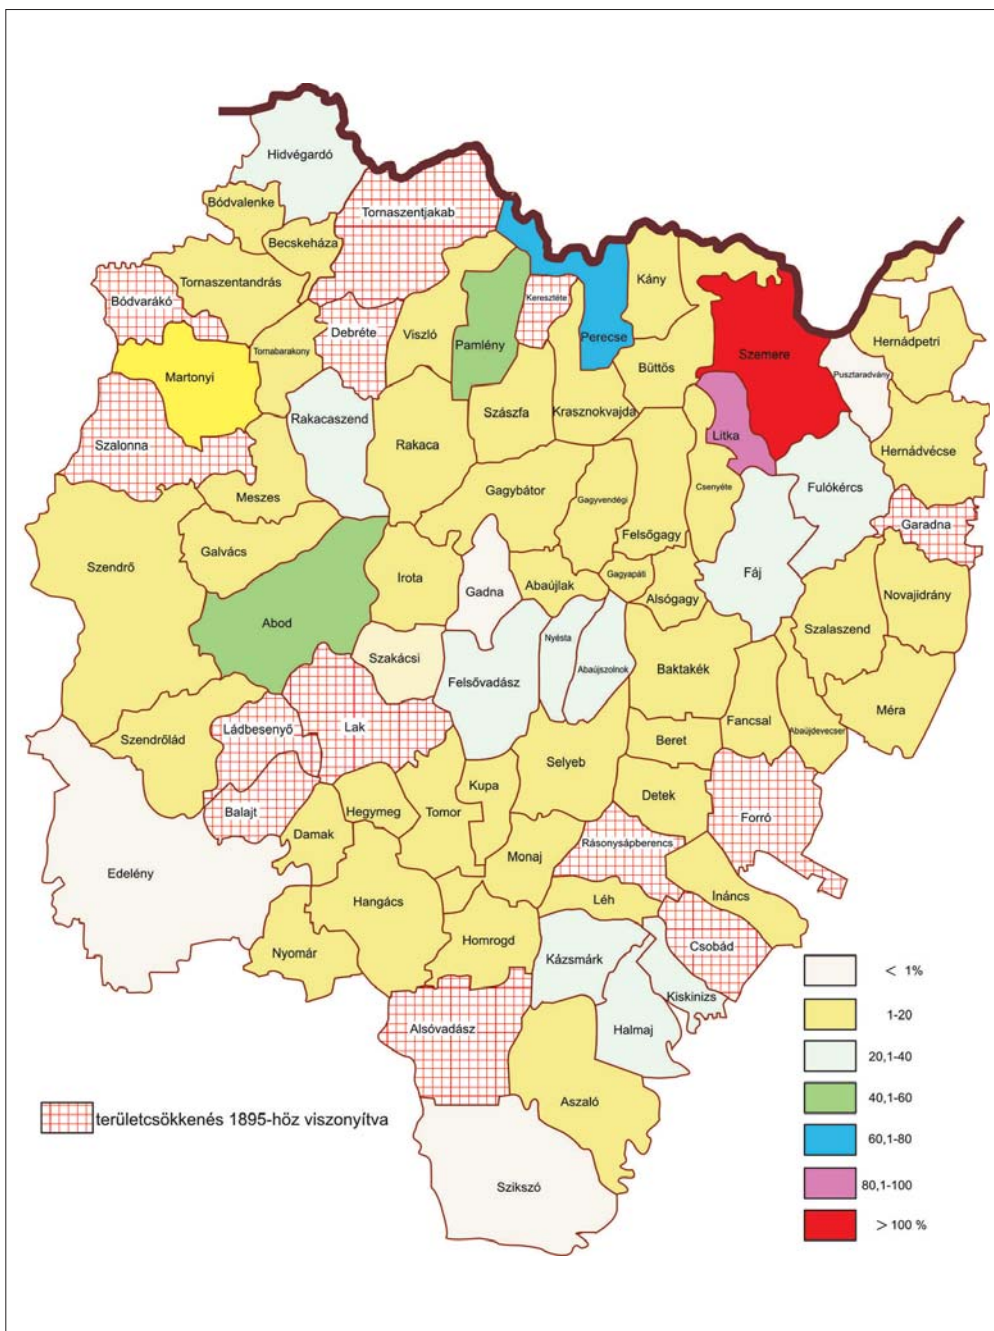 Hidvégardó
Bódvalenke
Tornaszentjakab
Becskeháza
Tornaszentandrás
Kány
Bódvarákó
Keresztéte
Debréte
Viszló
Perecse
Hernádpetri
Tornabarakony
Pamlény
Szemere
Büttös
Pusztaradvány
Martonyi
Szászfa
Krasznokvajda
Rakacaszend
Rakaca
Litka
Szalonna
Hernádvécse
Csenyéte
Fulókércs
Meszes
Gagybátor
Gagyvendégi
Garadna
Felsőgagy
Galvács
Szendrő
Irota
Gadna
Abaújlak
Gagyapáti
Fáj
Alsógagy
Novajidrány
Abod
Szalaszend
Nyésta
Szakácsi
Abaújszolnok
Baktakék
Felsővadász
Méra
Fancsal
Ládbesenyő
Lak
Abaújdevecser
Szendrőlád
Beret
Selyeb
Kupa
Detek
Balajt
Hegymeg
Tomor
Forró
Damak
Rásonysápberencs
Monaj
Edelény
Ináncs
Hangács
Léh
Homrogd
Csobád
Nyomár
Kázsmárk
Kiskinizs
Alsóvadász
Halmaj
Aszaló
Szikszó
< 1%
1-20
20,1-40
40,1-60
60,1-80
80,1-100
> 100 %
területcsökkenés 1895-höz viszonyítva